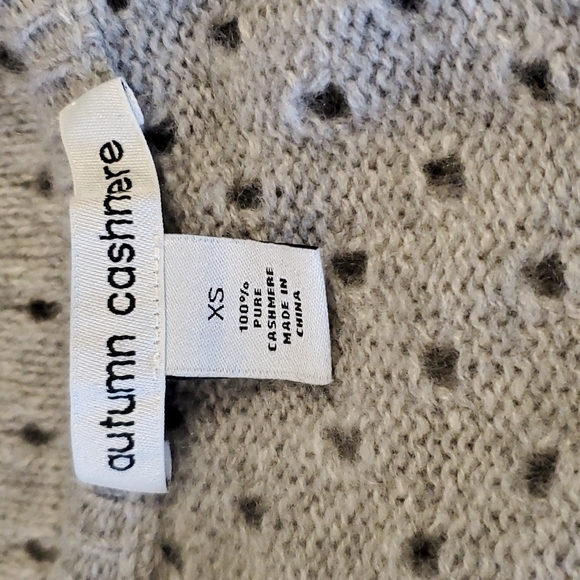 autumn cashmere
XS
100%
PURE
CASHMERE
MADE IN
CHINA